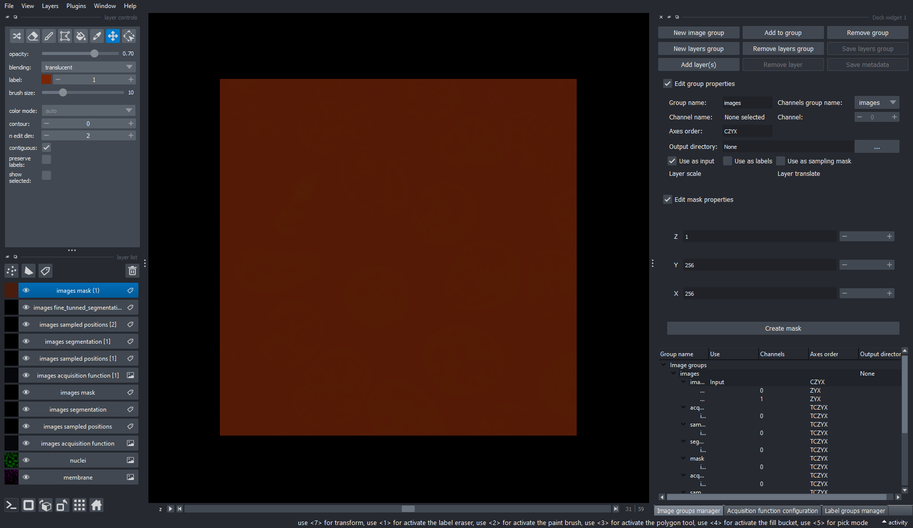 File View Layers Plugins Window Help
layer controls
opacity: 0.70
blending: translucent
label: 1
brush size: 10
color mode: auto
contour: 0
n edit dim: 2
contiguous:
preserve
labels:
show
selected:
layer list
images mask [1]
images fine_tunned_segmentati...
images sampled positions [2]
images segmentation [1]
images sampled positions [1]
images acquisition function [1]
images mask
images segmentation
images sampled positions
images acquisition function
nuclei
membrane
z 31 59
Dock widget 1
New image group Add to group Remove group
New layers group Remove layers group Save layers group
Add layer(s) Remove layer Save metadata
Edit group properties
Group name: images Channels group name: images
Channel name: None selected Channel: 0
Axes order: CZYX
Output directory: None ...
Use as input Use as labels Use as sampling mask
Layer scale Layer translate
Edit mask properties
Z 1
Y 256
X 256
Create mask
Group name Use Channels Axes order Output director
Image groups
images None
ima... Input CZYX
... 0 ZYX
... 1 ZYX
acq... TCZYX
i... 0 TCZYX
sam... TCZYX
i... 0 TCZYX
seg... TCZYX
i... 0 TCZYX
mask TCZYX
i... 0 TCZYX
acq... TCZYX
i... 0 TCZYX
sam... TCZYX
Image groups manager Acquisition function configuration Label groups manager
use <7> for transform, use <1> for activate the label eraser, use <2> for activate the paint brush, use <3> for activate the polygon tool, use <4> for activate the fill bucket, use <5> for pick mode activity